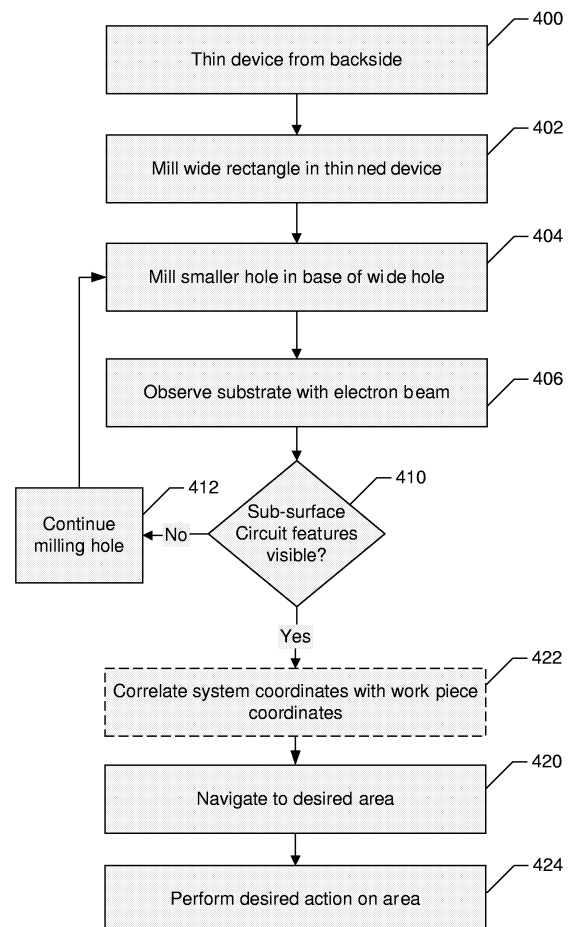 400
Thin device from backside
402
Mill wide rectangle in thinned device
404
Mill smaller hole in base of wide hole
406
Observe substrate with electron beam
410
Sub-surface
Circuit features
visible?
412
Continue
milling hole
No
Yes
422
Correlate system coordinates with work piece
coordinates
420
Navigate to desired area
424
Perform desired action on area